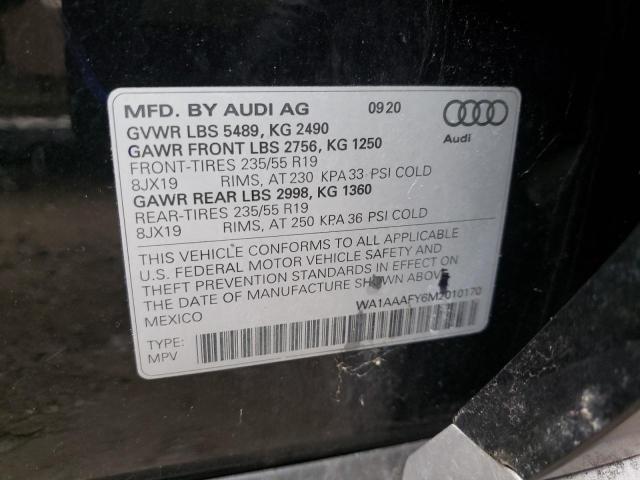 MFD. BY AUDI AG 09 20
GVWR LBS 5489, KG 2490
GAWR FRONT LBS 2756, KG 1250
FRONT-TIRES 235/55 R19
8JX19 RIMS, AT 230 KPA 33 PSI COLD
GAWR REAR LBS 2998, KG 1360
REAR-TIRES 235/55 R19
8JX19 RIMS, AT 250 KPA 36 PSI COLD
Audi
THIS VEHICLE CONFORMS TO ALL APPLICABLE
U.S. FEDERAL MOTOR VEHICLE SAFETY AND
THEFT PREVENTION STANDARDS IN EFFECT ON
THE DATE OF MANUFACTURE SHOWN ABOVE
MEXICO
WA1AAAFY6M2010170
TYPE:
MPV